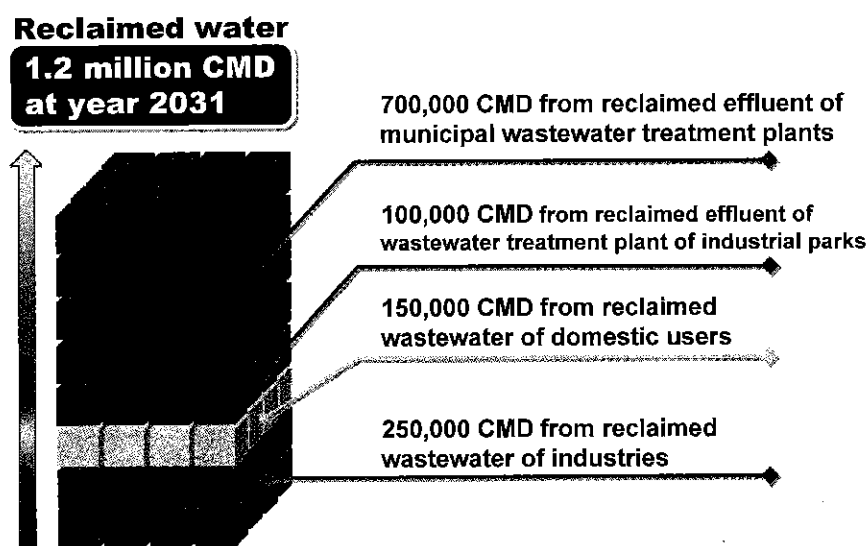 Reclaimed water
1.2 million CMD
at year 2031
700,000 CMD from reclaimed effluent of
municipal wastewater treatment plants
100,000 CMD from reclaimed effluent of
wastewater treatment plant of industrial parks
150,000 CMD from reclaimed
wastewater of domestic users
250,000 CMD from reclaimed
wastewater of industries